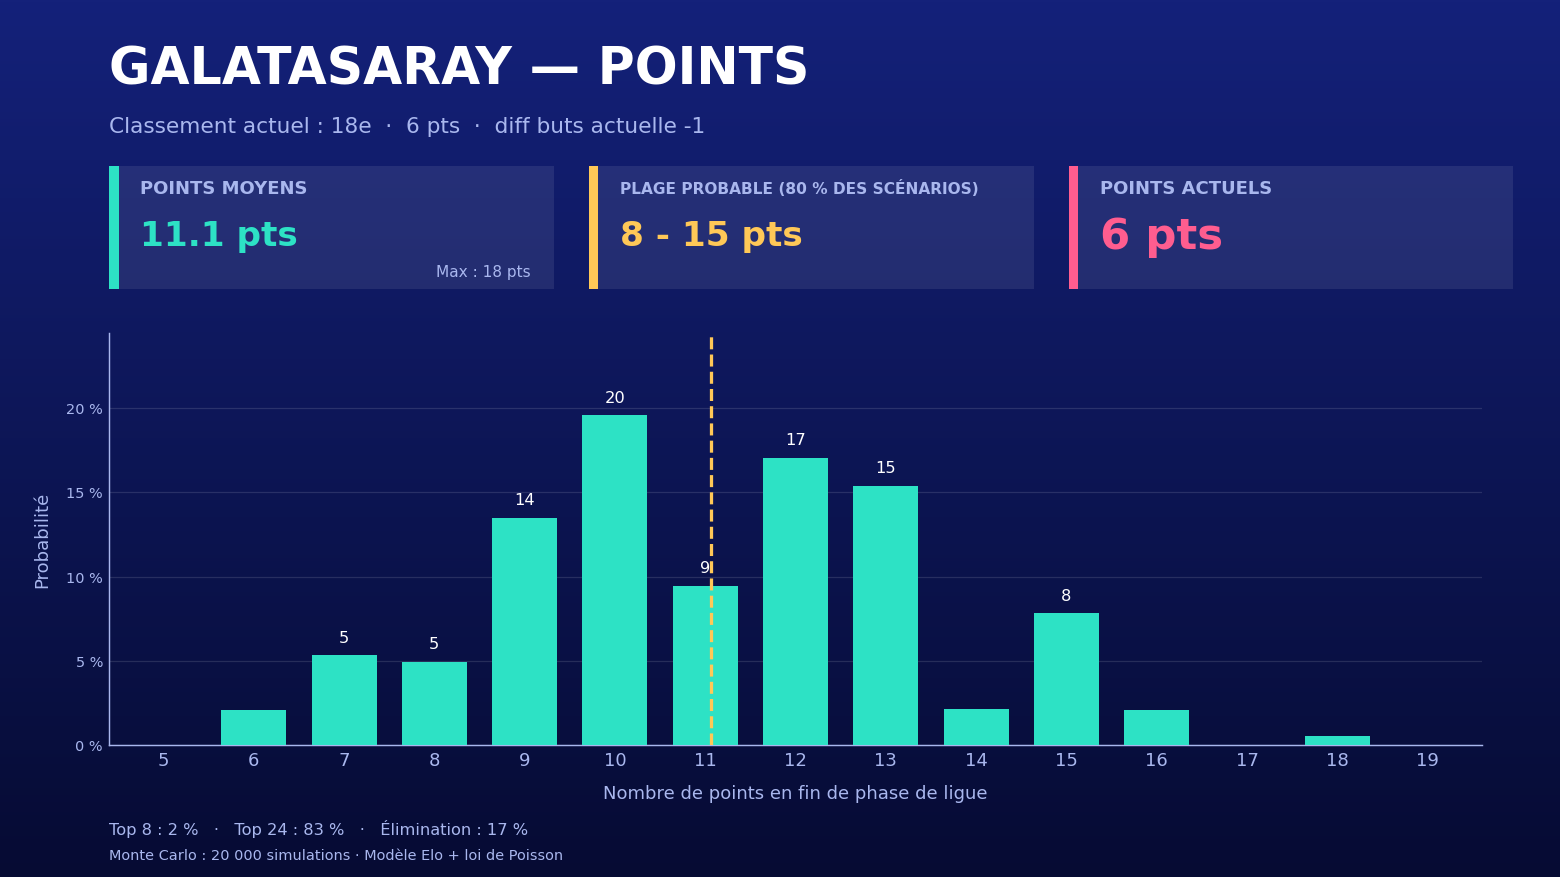 GALATASARAY — POINTS
Classement actuel : 18e · 6 pts · diff buts actuelle -1
POINTS MOYENS
11.1 pts
Max : 18 pts
PLAGE PROBABLE (80 % DES SCÉNARIOS)
8 - 15 pts
POINTS ACTUELS
6 pts
Probabilité
20 %
15 %
10 %
5 %
0 %
5
5
14
20
9
17
15
8
5 6 7 8 9 10 11 12 13 14 15 16 17 18 19
Nombre de points en fin de phase de ligue
Top 8 : 2 % · Top 24 : 83 % · Élimination : 17 %
Monte Carlo : 20 000 simulations · Modèle Elo + loi de Poisson